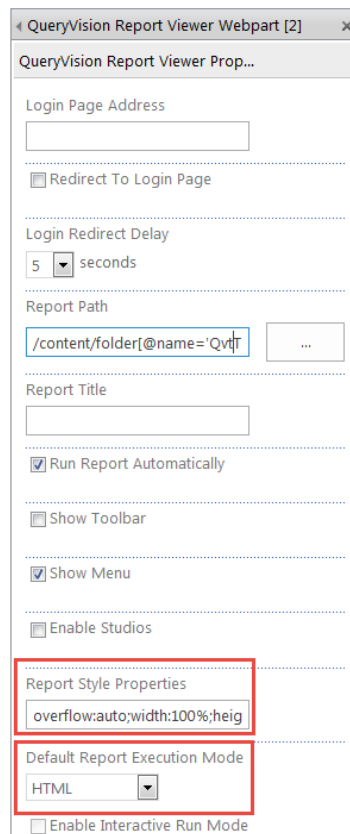 QueryVision Report Viewer Webpart [2]
QueryVision Report Viewer Prop...
Login Page Address
Redirect To Login Page
Login Redirect Delay
5 seconds
Report Path
/content/folder[@name='QvtT
...
Report Title
Run Report Automatically
Show Toolbar
Show Menu
Enable Studios
Report Style Properties
overflow:auto;width:100%;heig
Default Report Execution Mode
HTML
Enable Interactive Run Mode